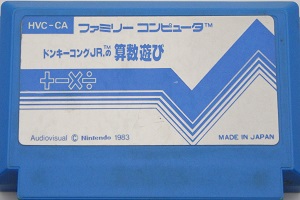 HVC-CA ファミリー コンピュータ™
ドンキーコングJR.™の算数遊び
+−×÷
Audiovisual © Nintendo 1983
MADE IN JAPAN